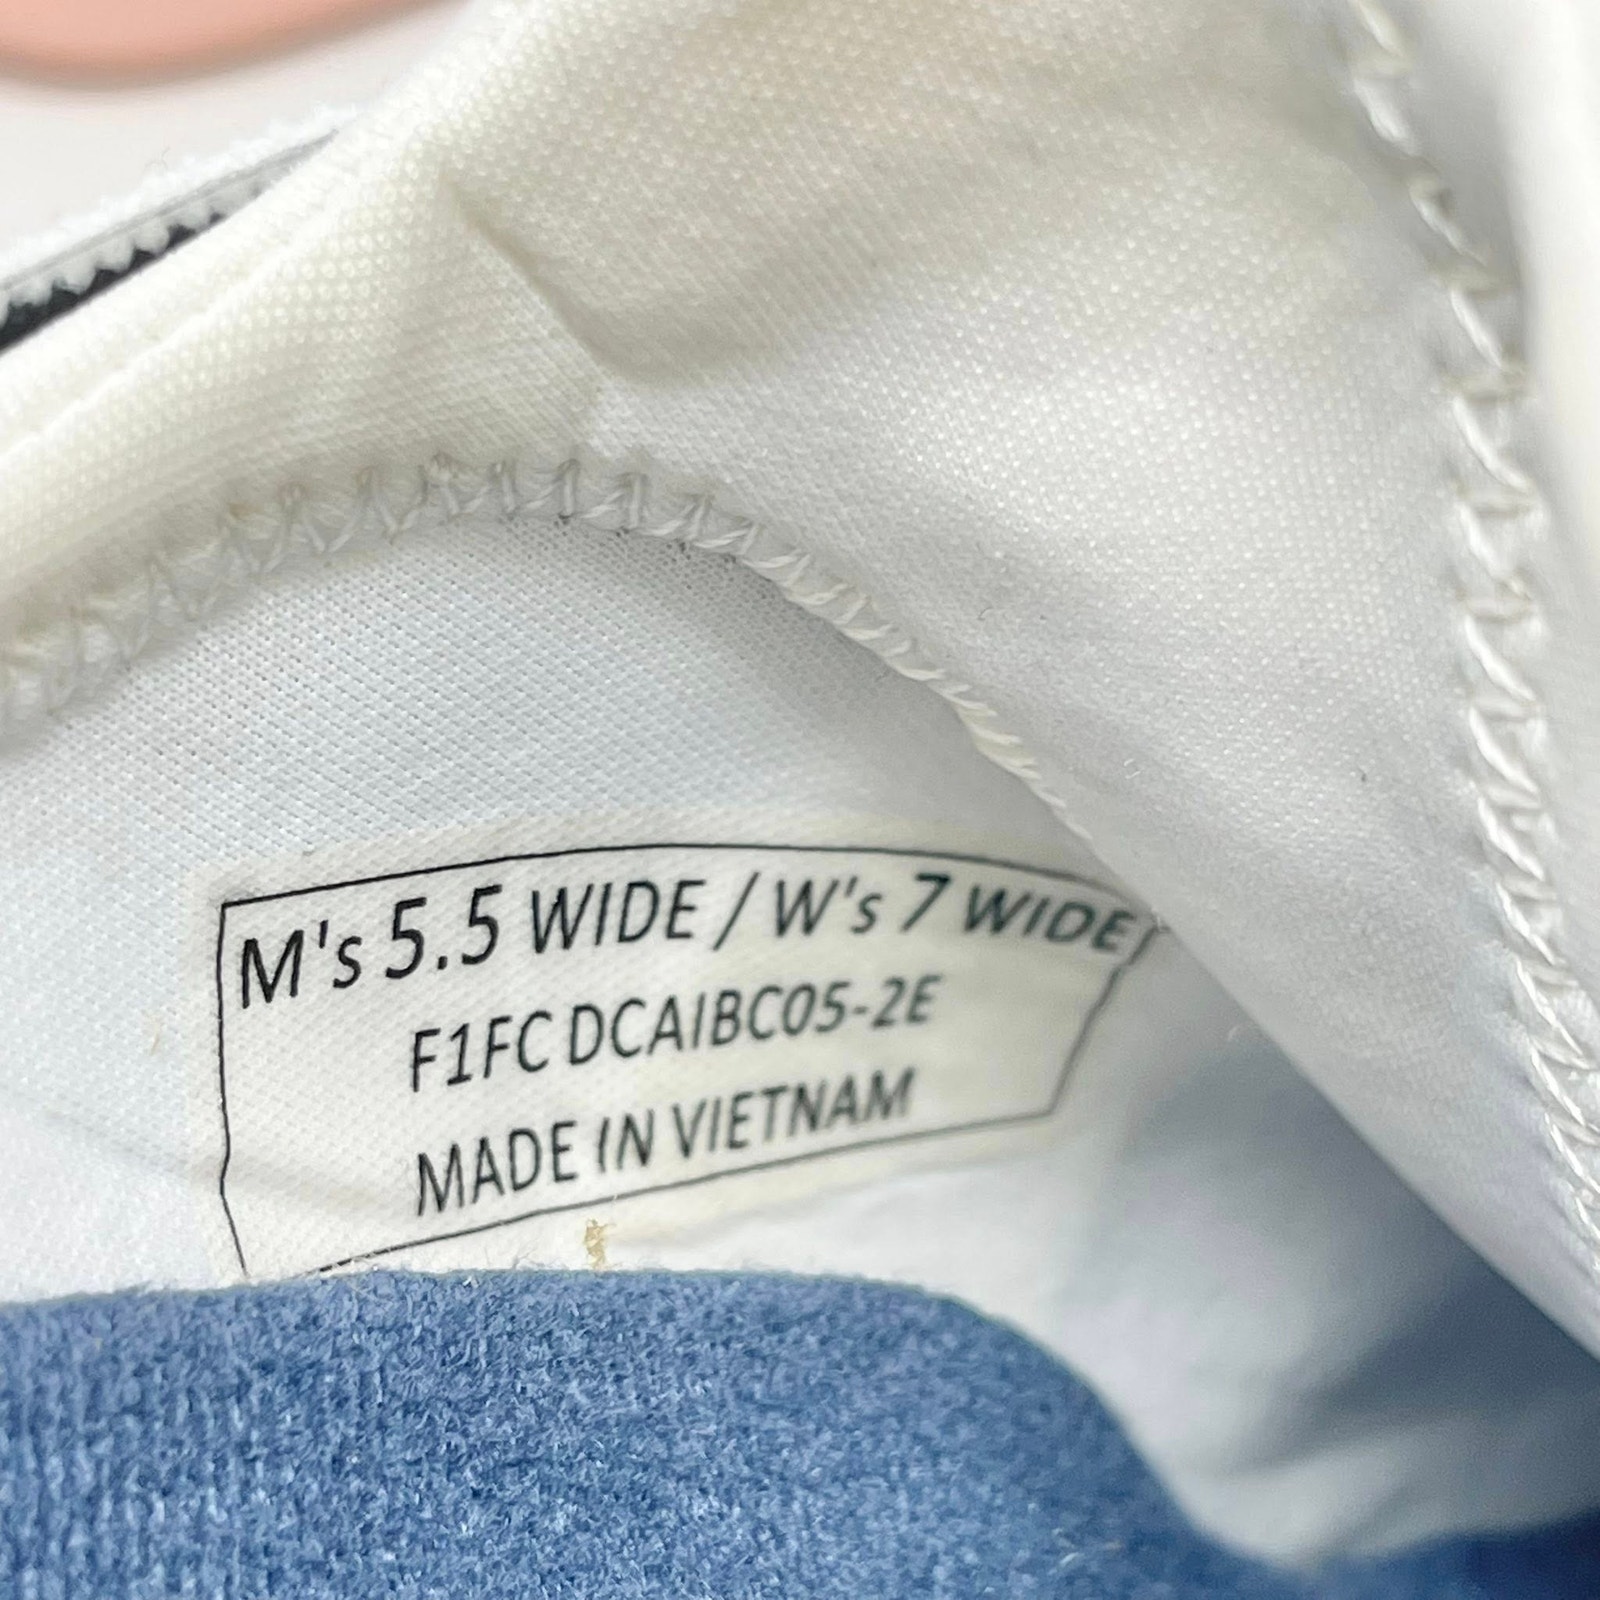 M's 5.5 WIDE / W's 7 WIDE
F1FC DCAIBC05-2E
MADE IN VIETNAM